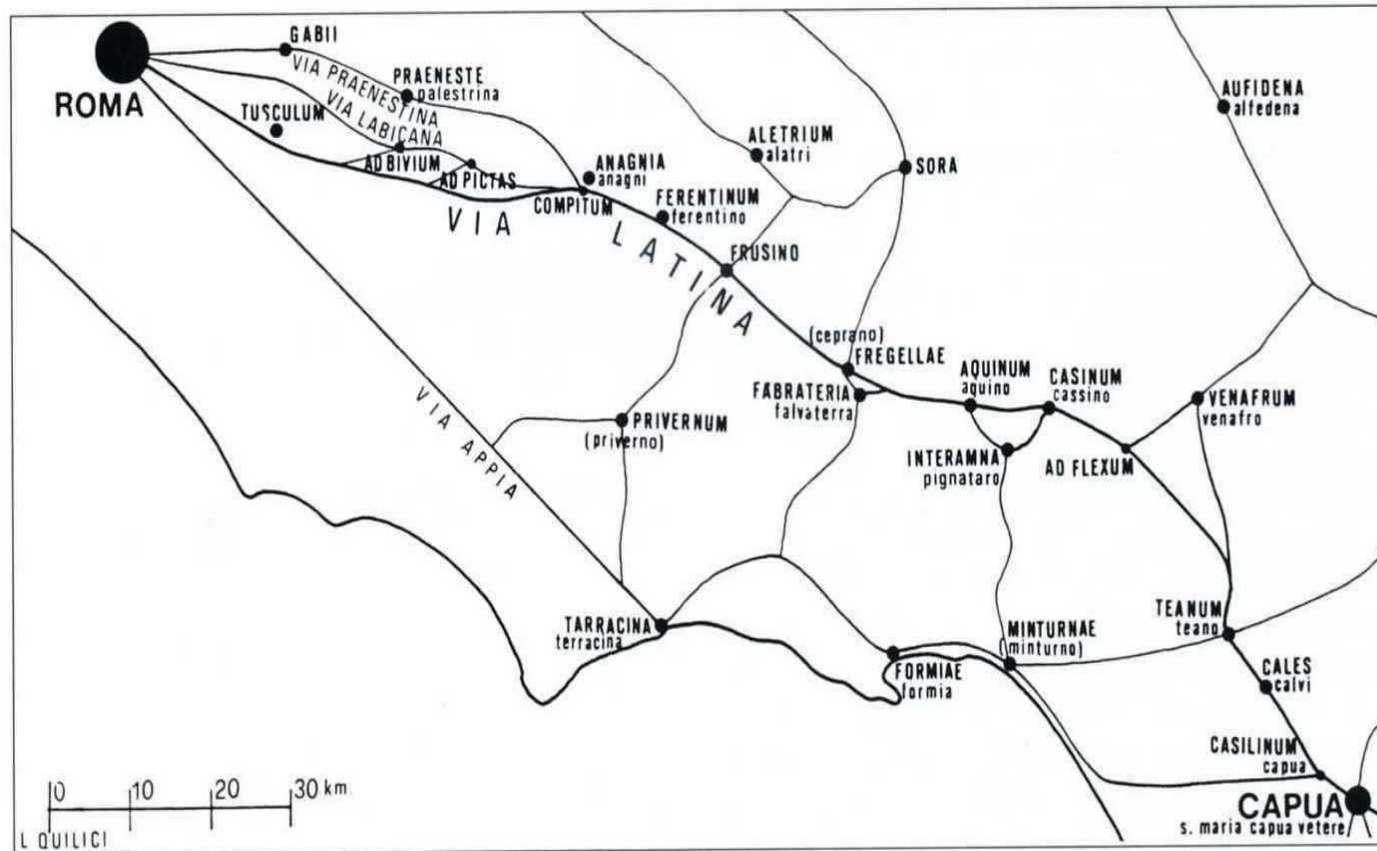 GABII
VIA PRAENESTINA
PRAENESTE
palestrina
ROMA
VIA LABICANA
TUSCULUM
AD BIVIUM
AD PICTAS
ANAGNIA
anagni
COMPITUM
ALETRIUM
alatri
SORA
AUFIDENA
alfedena
FERENTINUM
ferentino
VIA LATINA
FRUSINO
(ceprano)
FREGELLAE
FABRATERIA
falvaterra
AQUINUM
aquino
CASINUM
cassino
VENAFRUM
venafro
VIA APPIA
PRIVERNUM
(priverno)
INTERAMNA
pignataro
AD FLEXUM
TARRACINA
terracina
FORMIAE
formia
MINTURNAE
(minturno)
TEANUM
teano
CALES
calvi
CASILINUM
capua
CAPUA
s. maria capua vetere
0 10 20 30 km.
L QUILICI